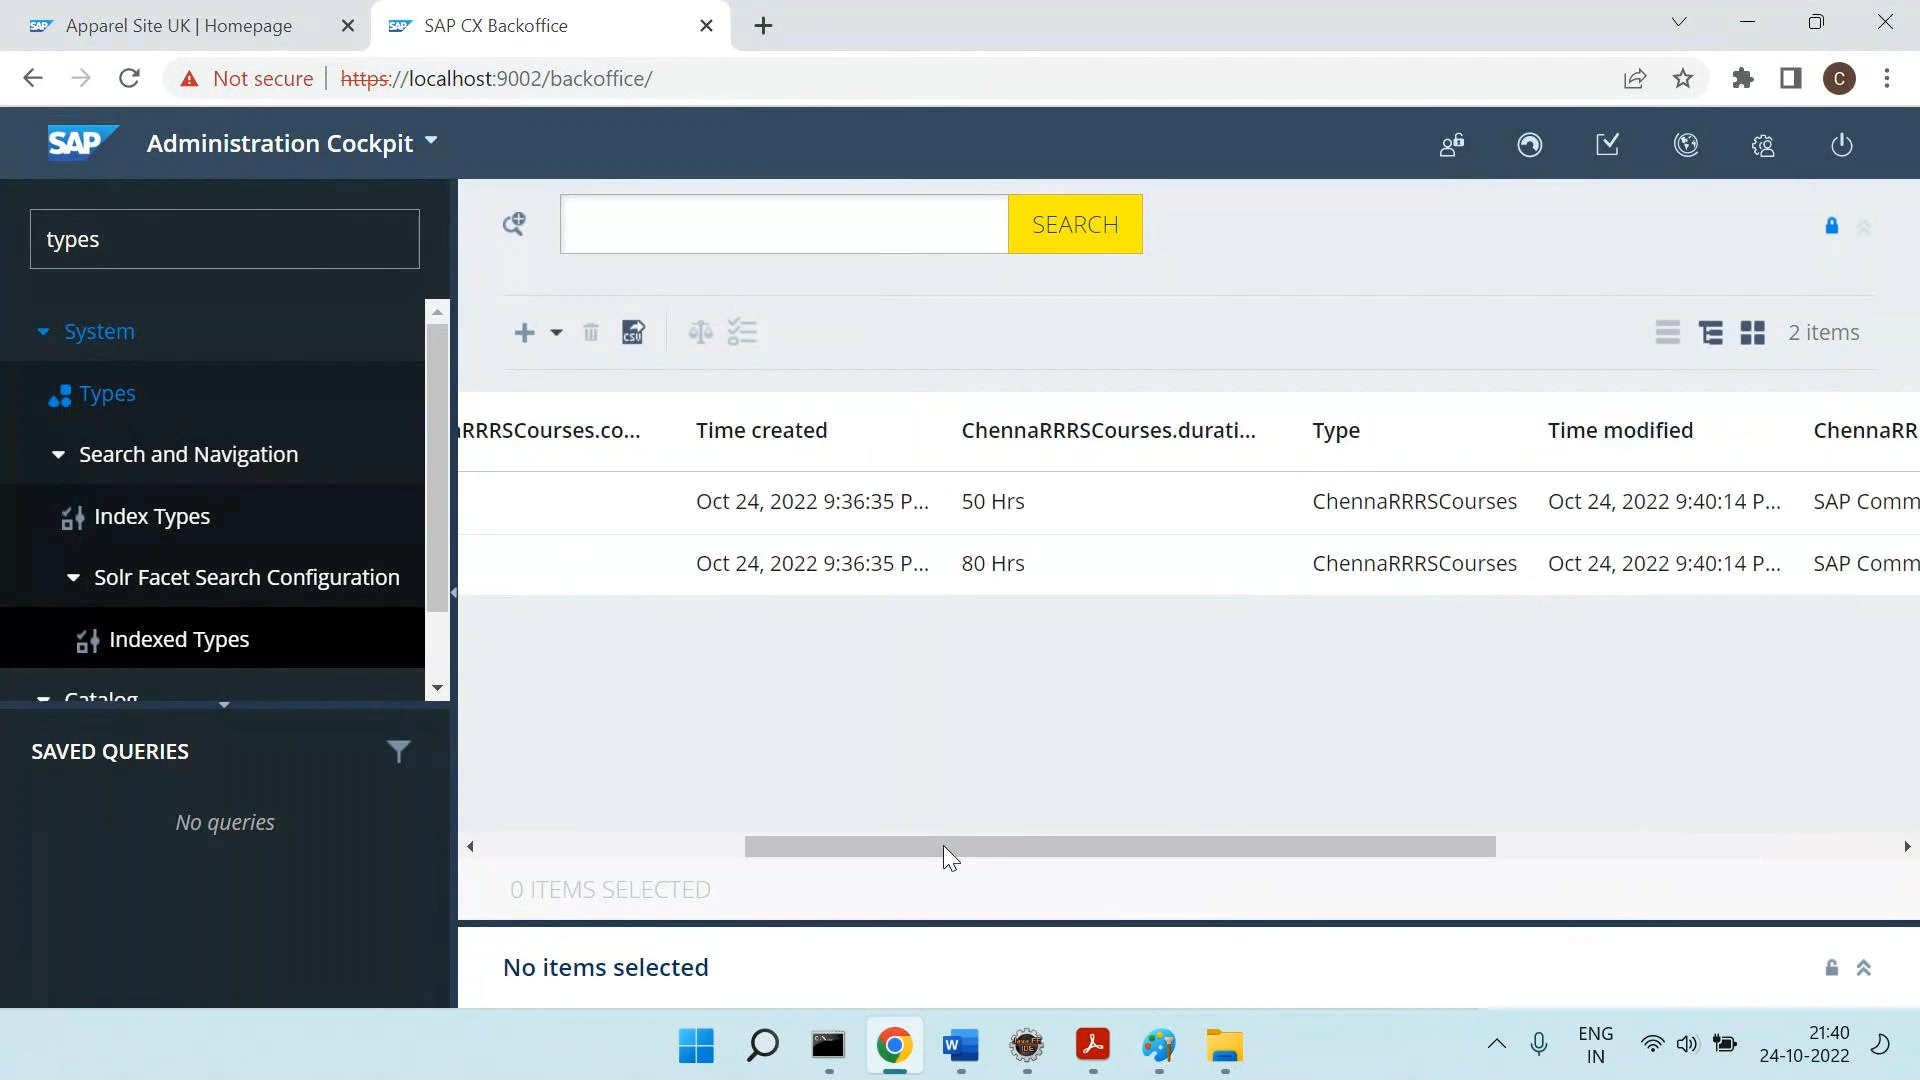 SAP Apparel Site UK | Homepage
SAP SAP CX Backoffice
Not secure | https://localhost:9002/backoffice/
C
SAP Administration Cockpit
types
System
Types
Search and Navigation
Index Types
Solr Facet Search Configuration
Indexed Types
Catalog
SAVED QUERIES
No queries
SEARCH
CSV
2 items
RRRSCourses.co... Time created ChennaRRRSCourses.durati... Type Time modified ChennaRR
Oct 24, 2022 9:36:35 P... 50 Hrs ChennaRRRSCourses Oct 24, 2022 9:40:14 P... SAP Comm
Oct 24, 2022 9:36:35 P... 80 Hrs ChennaRRRSCourses Oct 24, 2022 9:40:14 P... SAP Comm
0 ITEMS SELECTED
No items selected
ENG
IN
21:40
24-10-2022